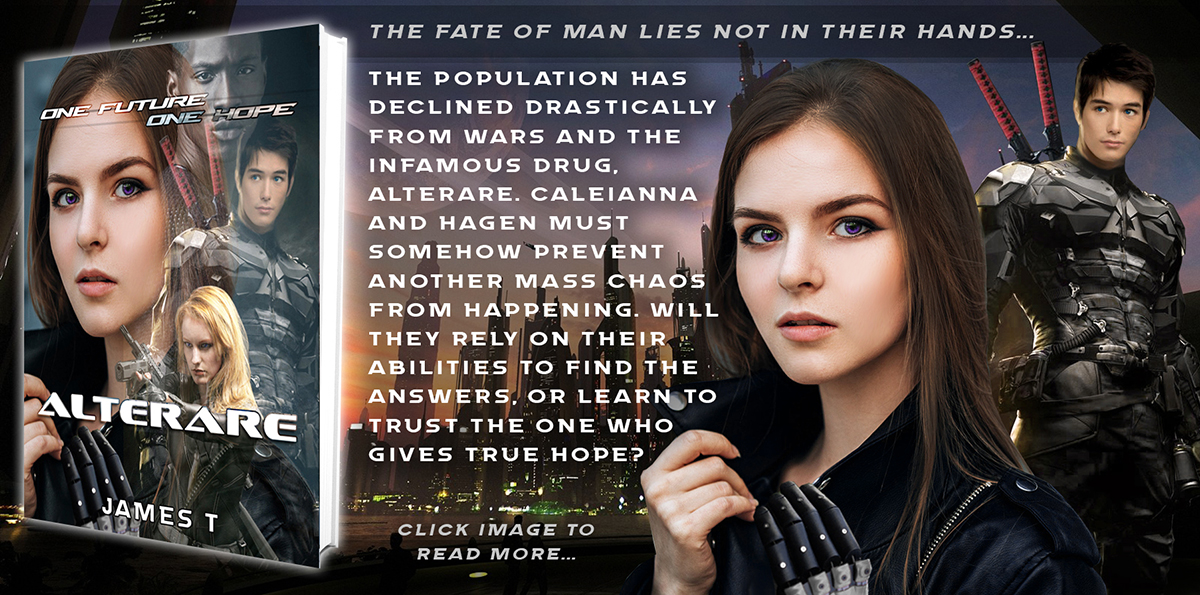 ONE FUTURE
ONE HOPE
ALTERARE
JAMES T
THE FATE OF MAN LIES NOT IN THEIR HANDS...
THE POPULATION HAS
DECLINED DRASTICALLY
FROM WARS AND THE
INFAMOUS DRUG,
ALTERARE. CALEIANNA
AND HAGEN MUST
SOMEHOW PREVENT
ANOTHER MASS CHAOS
FROM HAPPENING. WILL
THEY RELY ON THEIR
ABILITIES TO FIND THE
ANSWERS, OR LEARN TO
TRUST THE ONE WHO
GIVES TRUE HOPE?
CLICK IMAGE TO
READ MORE...